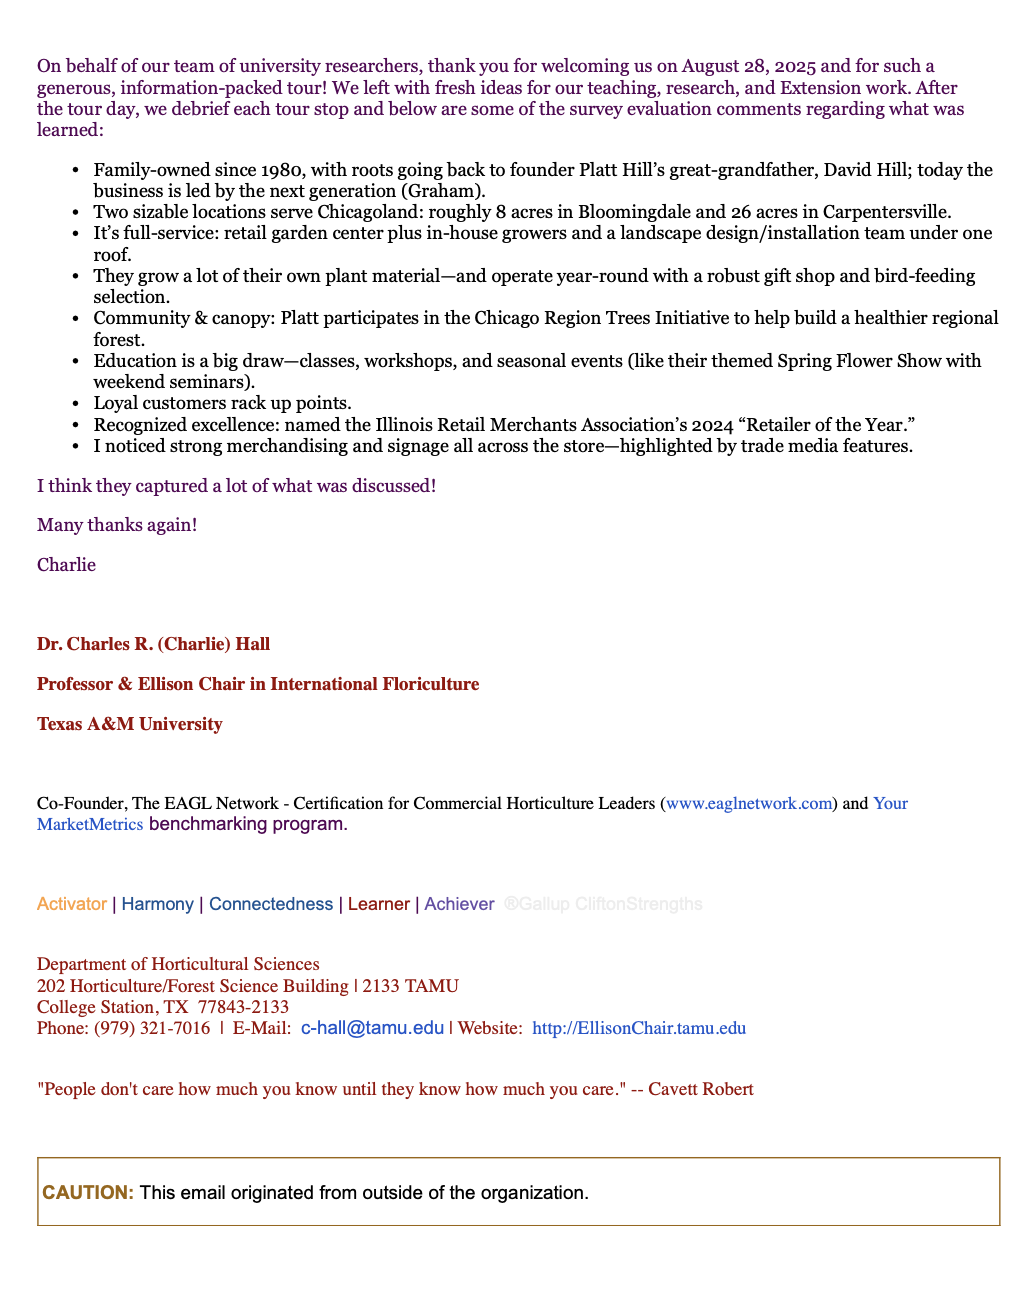 On behalf of our team of university researchers, thank you for welcoming us on August 28, 2025 and for such a
generous, information-packed tour! We left with fresh ideas for our teaching, research, and Extension work. After
the tour day, we debrief each tour stop and below are some of the survey evaluation comments regarding what was
learned:
• Family-owned since 1980, with roots going back to founder Platt Hill’s great-grandfather, David Hill; today the
business is led by the next generation (Graham).
• Two sizable locations serve Chicagoland: roughly 8 acres in Bloomingdale and 26 acres in Carpentersville.
• It’s full-service: retail garden center plus in-house growers and a landscape design/installation team under one
roof.
• They grow a lot of their own plant material—and operate year-round with a robust gift shop and bird-feeding
selection.
• Community & canopy: Platt participates in the Chicago Region Trees Initiative to help build a healthier regional
forest.
• Education is a big draw—classes, workshops, and seasonal events (like their themed Spring Flower Show with
weekend seminars).
• Loyal customers rack up points.
• Recognized excellence: named the Illinois Retail Merchants Association’s 2024 “Retailer of the Year.”
• I noticed strong merchandising and signage all across the store—highlighted by trade media features.
I think they captured a lot of what was discussed!
Many thanks again!
Charlie
Dr. Charles R. (Charlie) Hall
Professor & Ellison Chair in International Floriculture
Texas A&M University
Co-Founder, The EAGL Network - Certification for Commercial Horticulture Leaders (www.eaglnetwork.com) and Your
MarketMetrics benchmarking program.
Activator | Harmony | Connectedness | Learner | Achiever ®Gallup CliftonStrengths
Department of Horticultural Sciences
202 Horticulture/Forest Science Building | 2133 TAMU
College Station, TX  77843-2133
Phone: (979) 321-7016  |  E-Mail:  c-hall@tamu.edu | Website:  http://EllisonChair.tamu.edu
"People don't care how much you know until they know how much you care." -- Cavett Robert
CAUTION: This email originated from outside of the organization.